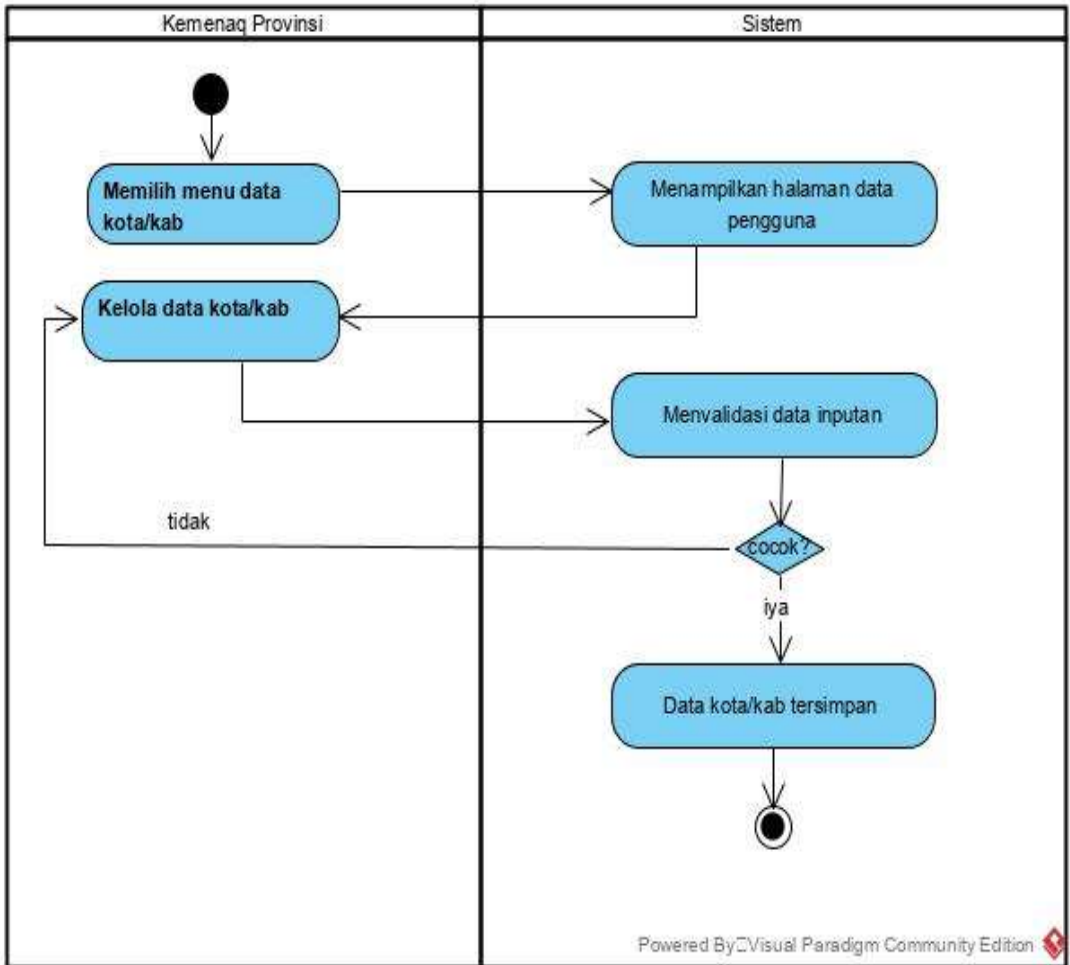 Kemenag Provinsi
Sistem
Memilih menu data
kota/kab
Menampilkan halaman data
pengguna
Kelola data kota/kab
Menvalidasi data inputan
tidak
cocok?
iya
Data kota/kab tersimpan
Powered By Visual Paradigm Community Edition